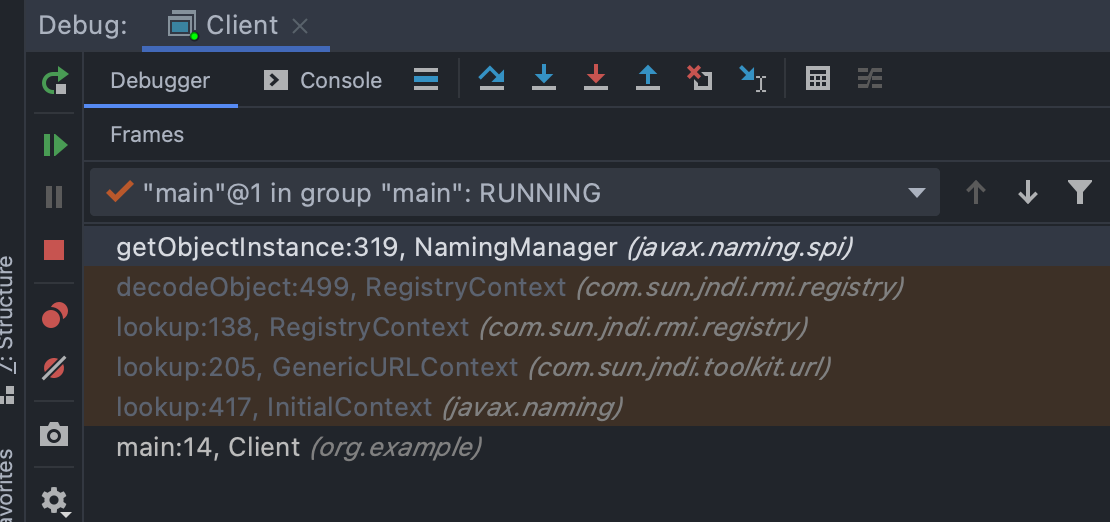 Debug: Client
Debugger Console
Frames
"main"@1 in group "main": RUNNING
getObjectInstance:319, NamingManager (javax.naming.spi)
decodeObject:499, RegistryContext (com.sun.jndi.rmi.registry)
lookup:138, RegistryContext (com.sun.jndi.rmi.registry)
lookup:205, GenericURLContext (com.sun.jndi.toolkit.url)
lookup:417, InitialContext (javax.naming)
main:14, Client (org.example)
Z: Structure
avorites